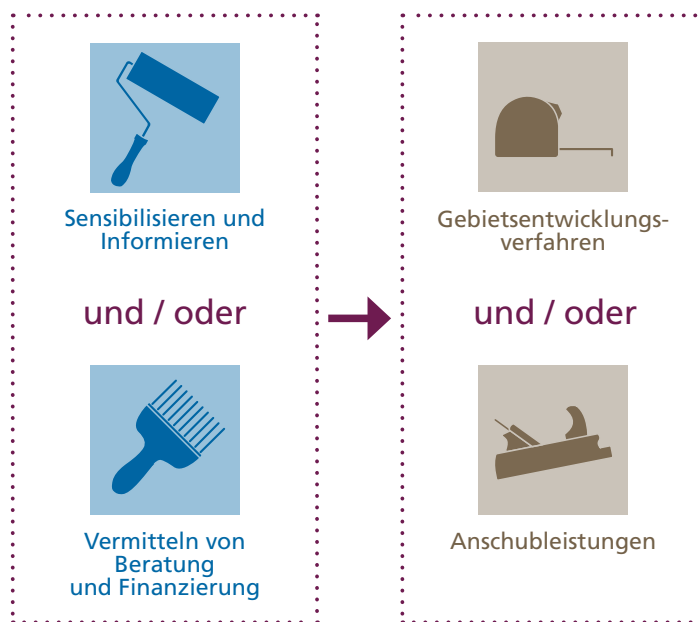 Sensibilisieren und
Informieren
und / oder
Vermitteln von
Beratung
und Finanzierung
Gebietsentwicklungs-
verfahren
und / oder
Anschubleistungen